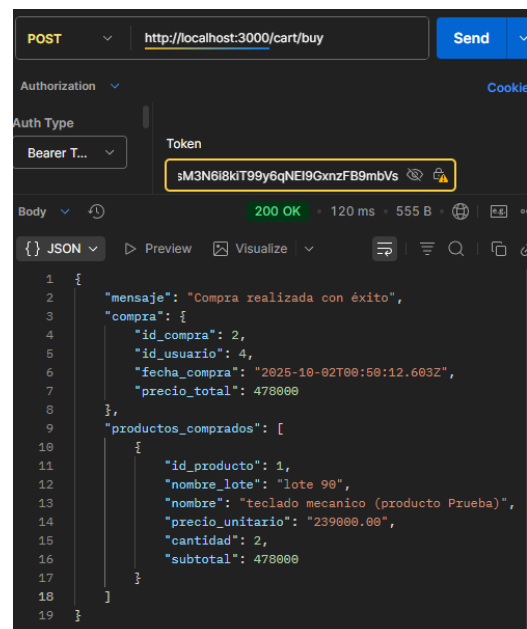 POST http://localhost:3000/cart/buy Send
Authorization Cookie
Auth Type
Token
Bearer T...
sM3N6i8kiT99y6qNEI9GxnzFB9mbVs
Body 200 OK • 120 ms • 555 B e.g.
{} JSON Preview Visualize
1 {
2 "mensaje": "Compra realizada con éxito",
3 "compra": {
4 "id_compra": 2,
5 "id_usuario": 4,
6 "fecha_compra": "2025-10-02T00:50:12.603Z",
7 "precio_total": 478000
8 },
9 "productos_comprados": [
10 {
11 "id_producto": 1,
12 "nombre_lote": "lote 90",
13 "nombre": "teclado mecanico (producto Prueba)",
14 "precio_unitario": "239000.00",
15 "cantidad": 2,
16 "subtotal": 478000
17 }
18 ]
19 }